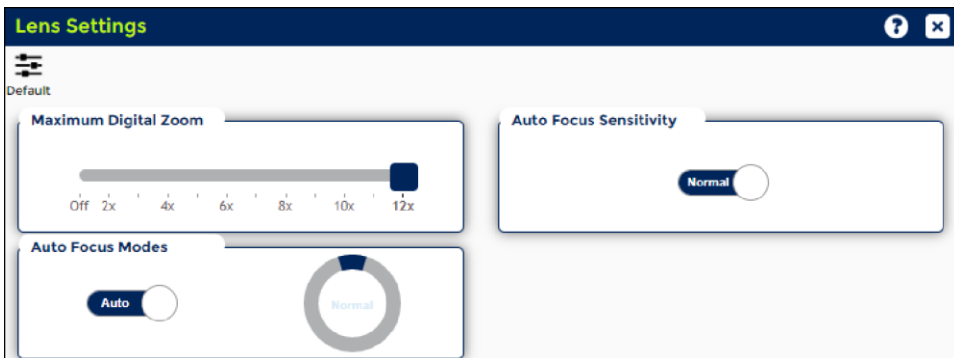 Lens Settings
?
Default
Maximum Digital Zoom
Off 2x 4x 6x 8x 10x 12x
Auto Focus Sensitivity
Normal
Auto Focus Modes
Auto
Normal